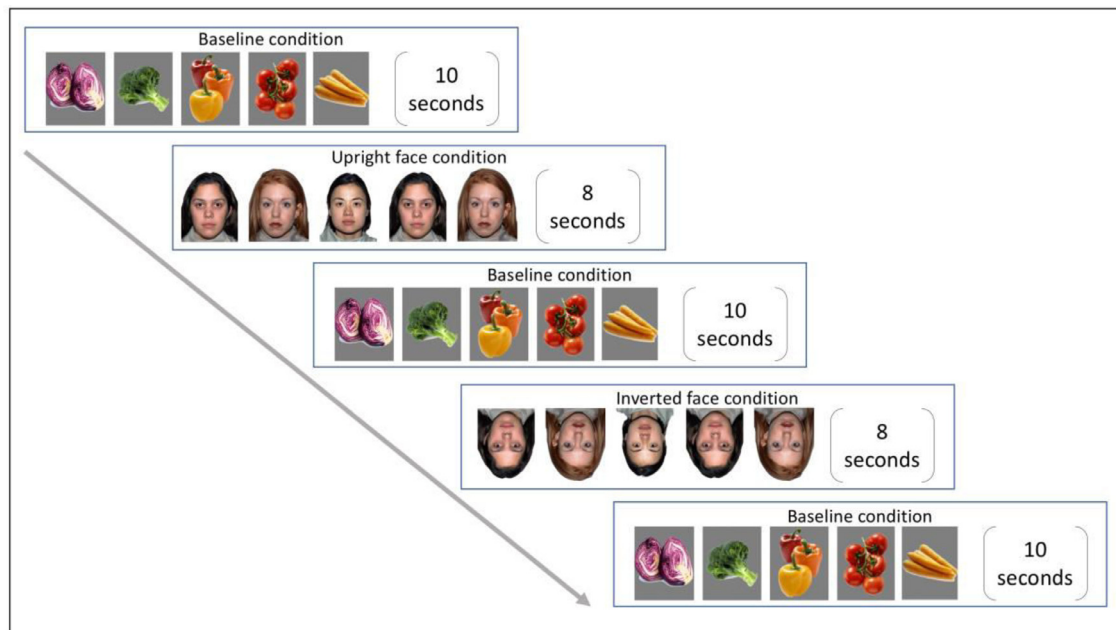 Baseline condition
10
seconds
Upright face condition
8
seconds
Baseline condition
10
seconds
Inverted face condition
8
seconds
Baseline condition
10
seconds